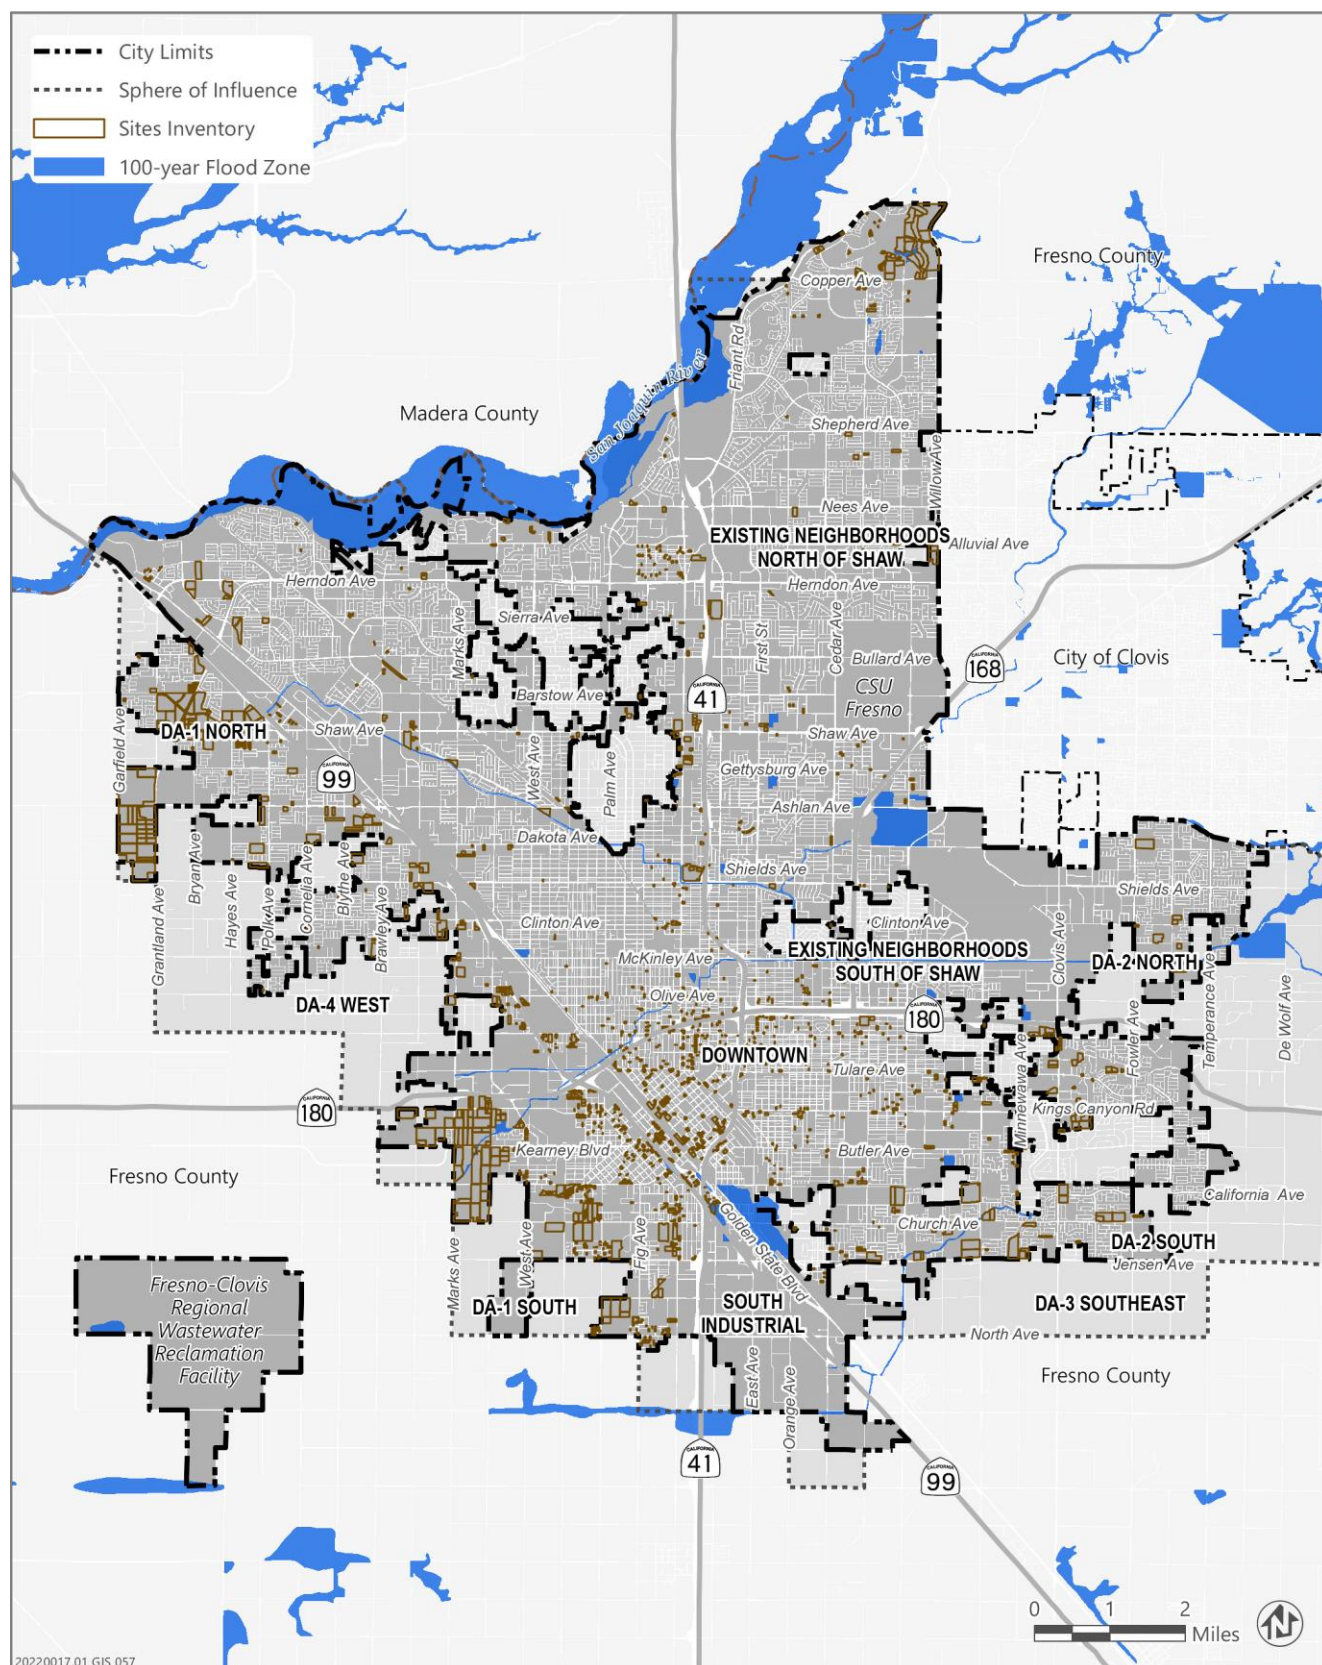 City Limits
Sphere of Influence
Sites Inventory
100-year Flood Zone
Fresno County
Copper Ave
Friant Rd
San Joaquin River
Madera County
Shepherd Ave
Willow Ave
Nees Ave
EXISTING NEIGHBORHOODS
NORTH OF SHAW
Alluvial Ave
Herndon Ave
Herndon Ave
Sierra Ave
Marks Ave
First St
Cedar Ave
Bullard Ave
CALIFORNIA
168
City of Clovis
CALIFORNIA
41
CSU
Fresno
Barstow Ave
Garfield Ave
DA-1 NORTH
Shaw Ave
Shaw Ave
CALIFORNIA
99
West Ave
Palm Ave
Gettysburg Ave
Ashlan Ave
Dakota Ave
Bryant Ave
Hayes Ave
Polk Ave
Cornelia Ave
Blythe Ave
Brawley Ave
Grantland Ave
Shields Ave
Shields Ave
Clinton Ave
Clinton Ave
Clovis Ave
McKinley Ave
EXISTING NEIGHBORHOODS
SOUTH OF SHAW
DA-2 NORTH
Olive Ave
DA-4 WEST
CALIFORNIA
180
Temperance Ave
De Wolf Ave
Fowler Ave
Minnewawa Ave
DOWNTOWN
Tulare Ave
CALIFORNIA
180
Kings Canyon Rd
Kearney Blvd
Butler Ave
Fresno County
California Ave
Golden State Blvd
Church Ave
Fig Ave
West Ave
Marks Ave
DA-2 SOUTH
Jensen Ave
Fresno-Clovis
Regional
Wastewater
Reclamation
Facility
DA-1 SOUTH
SOUTH
INDUSTRIAL
DA-3 SOUTHEAST
North Ave
East Ave
Orange Ave
Fresno County
CALIFORNIA
41
CALIFORNIA
99
0 1 2
Miles
N
20220017.01 GIS 057